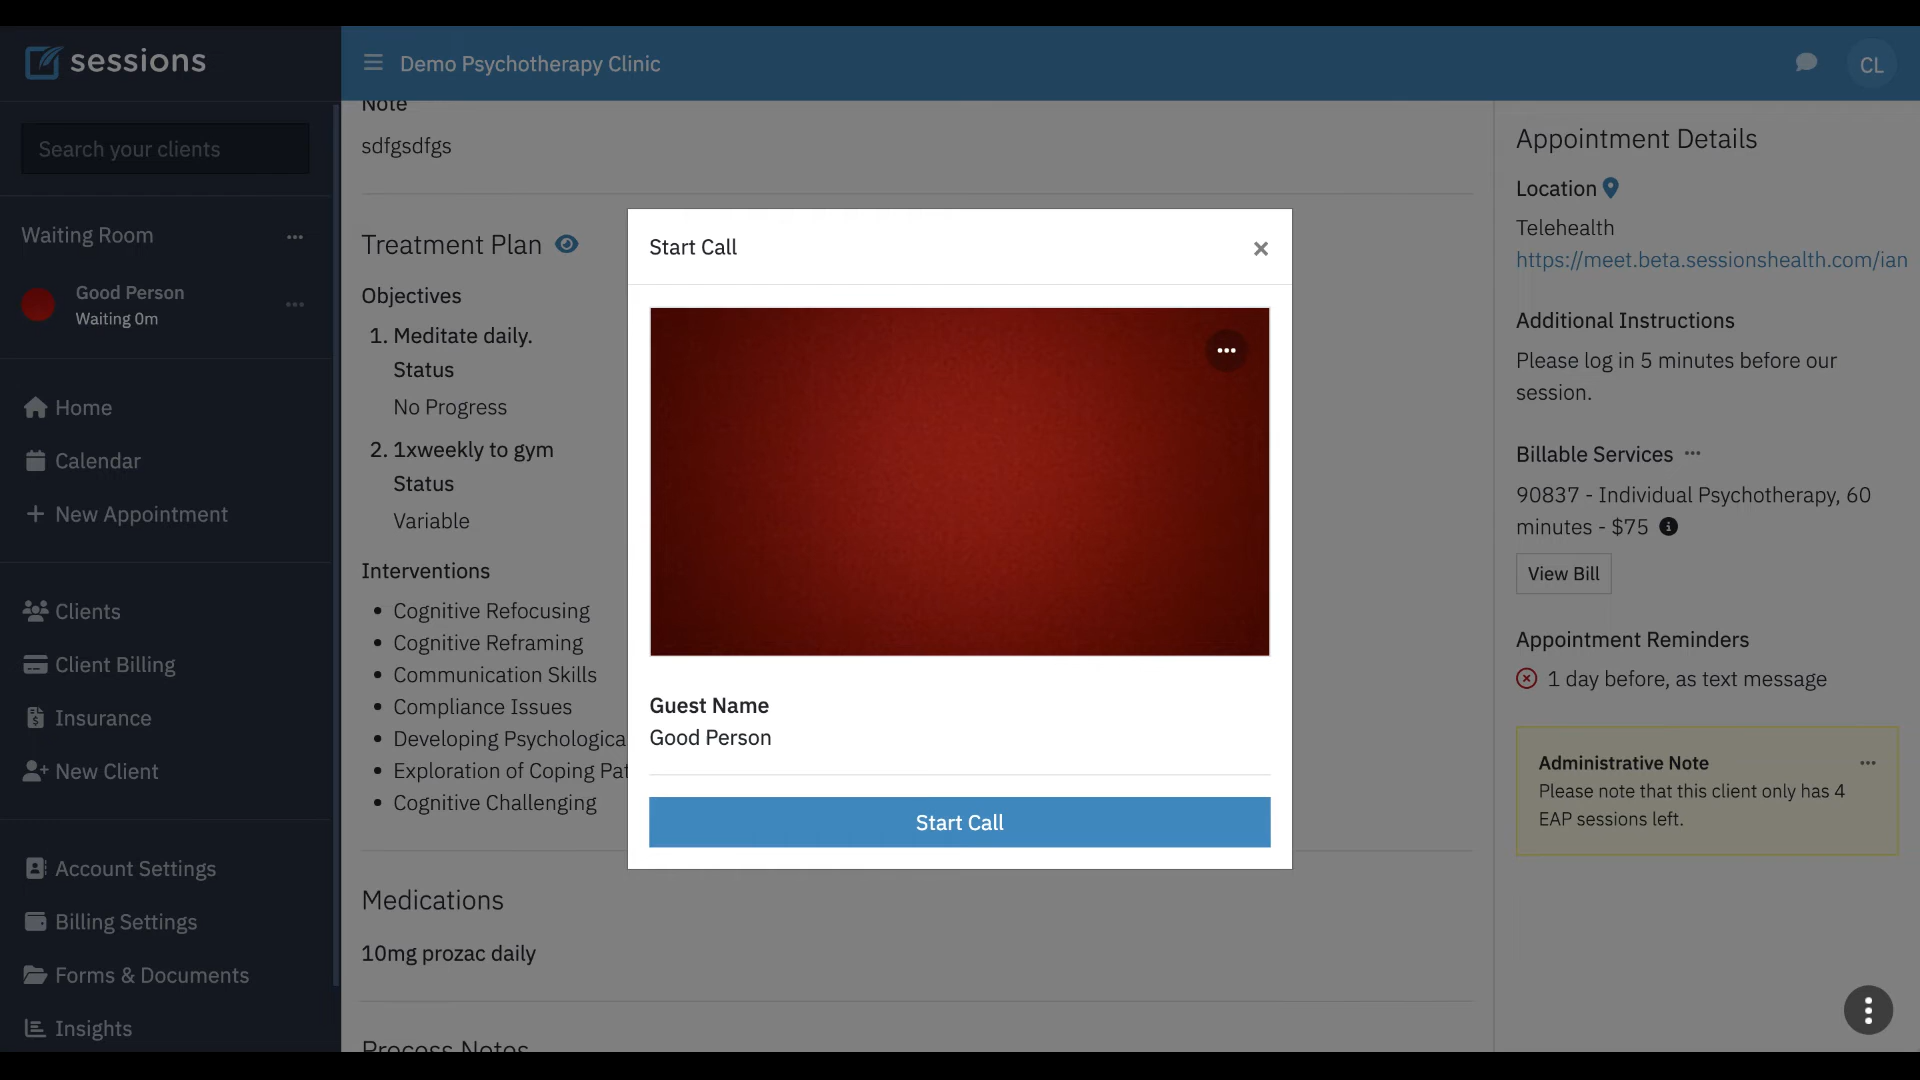 sessions
Demo Psychotherapy Clinic
CL
Search your clients
Waiting Room
Good Person
Waiting 0m
Home
Calendar
New Appointment
Clients
Client Billing
Insurance
New Client
Account Settings
Billing Settings
Forms & Documents
Insights
Note
sdfgsdfgs
Treatment Plan
Objectives
1. Meditate daily.
Status
No Progress
2. 1xweekly to gym
Status
Variable
Interventions
• Cognitive Refocusing
• Cognitive Reframing
• Communication Skills
• Compliance Issues
• Developing Psychologica
• Exploration of Coping Pat
• Cognitive Challenging
Medications
10mg prozac daily
Process Notes
Start Call
×
Guest Name
Good Person
Start Call
Appointment Details
Location
Telehealth
https://meet.beta.sessionshealth.com/ian
Additional Instructions
Please log in 5 minutes before our
session.
Billable Services
90837 - Individual Psychotherapy, 60
minutes - $75
View Bill
Appointment Reminders
1 day before, as text message
Administrative Note
Please note that this client only has 4
EAP sessions left.